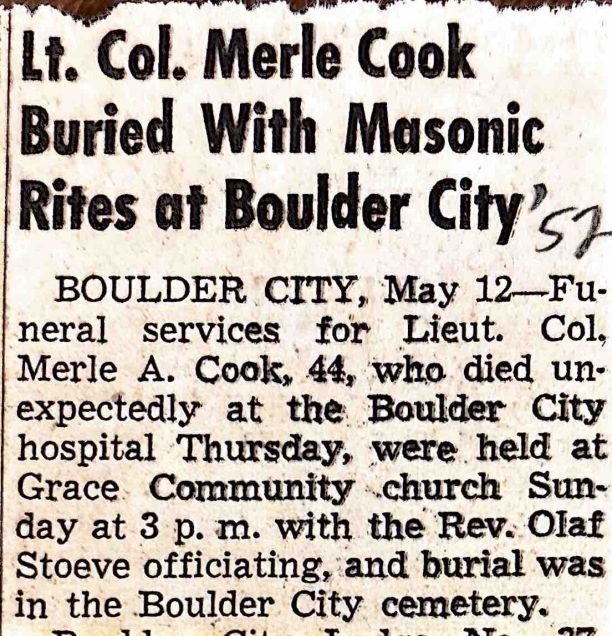 Lt. Col. Merle Cook
Buried With Masonic
Rites at Boulder City
'52
BOULDER CITY, May 12—Fu-
neral services for Lieut. Col.
Merle A. Cook, 44, who died un-
expectedly at the Boulder City
hospital Thursday, were held at
Grace Community church Sun-
day at 3 p. m. with the Rev. Olaf
Stoeve officiating, and burial was
in the Boulder City cemetery.